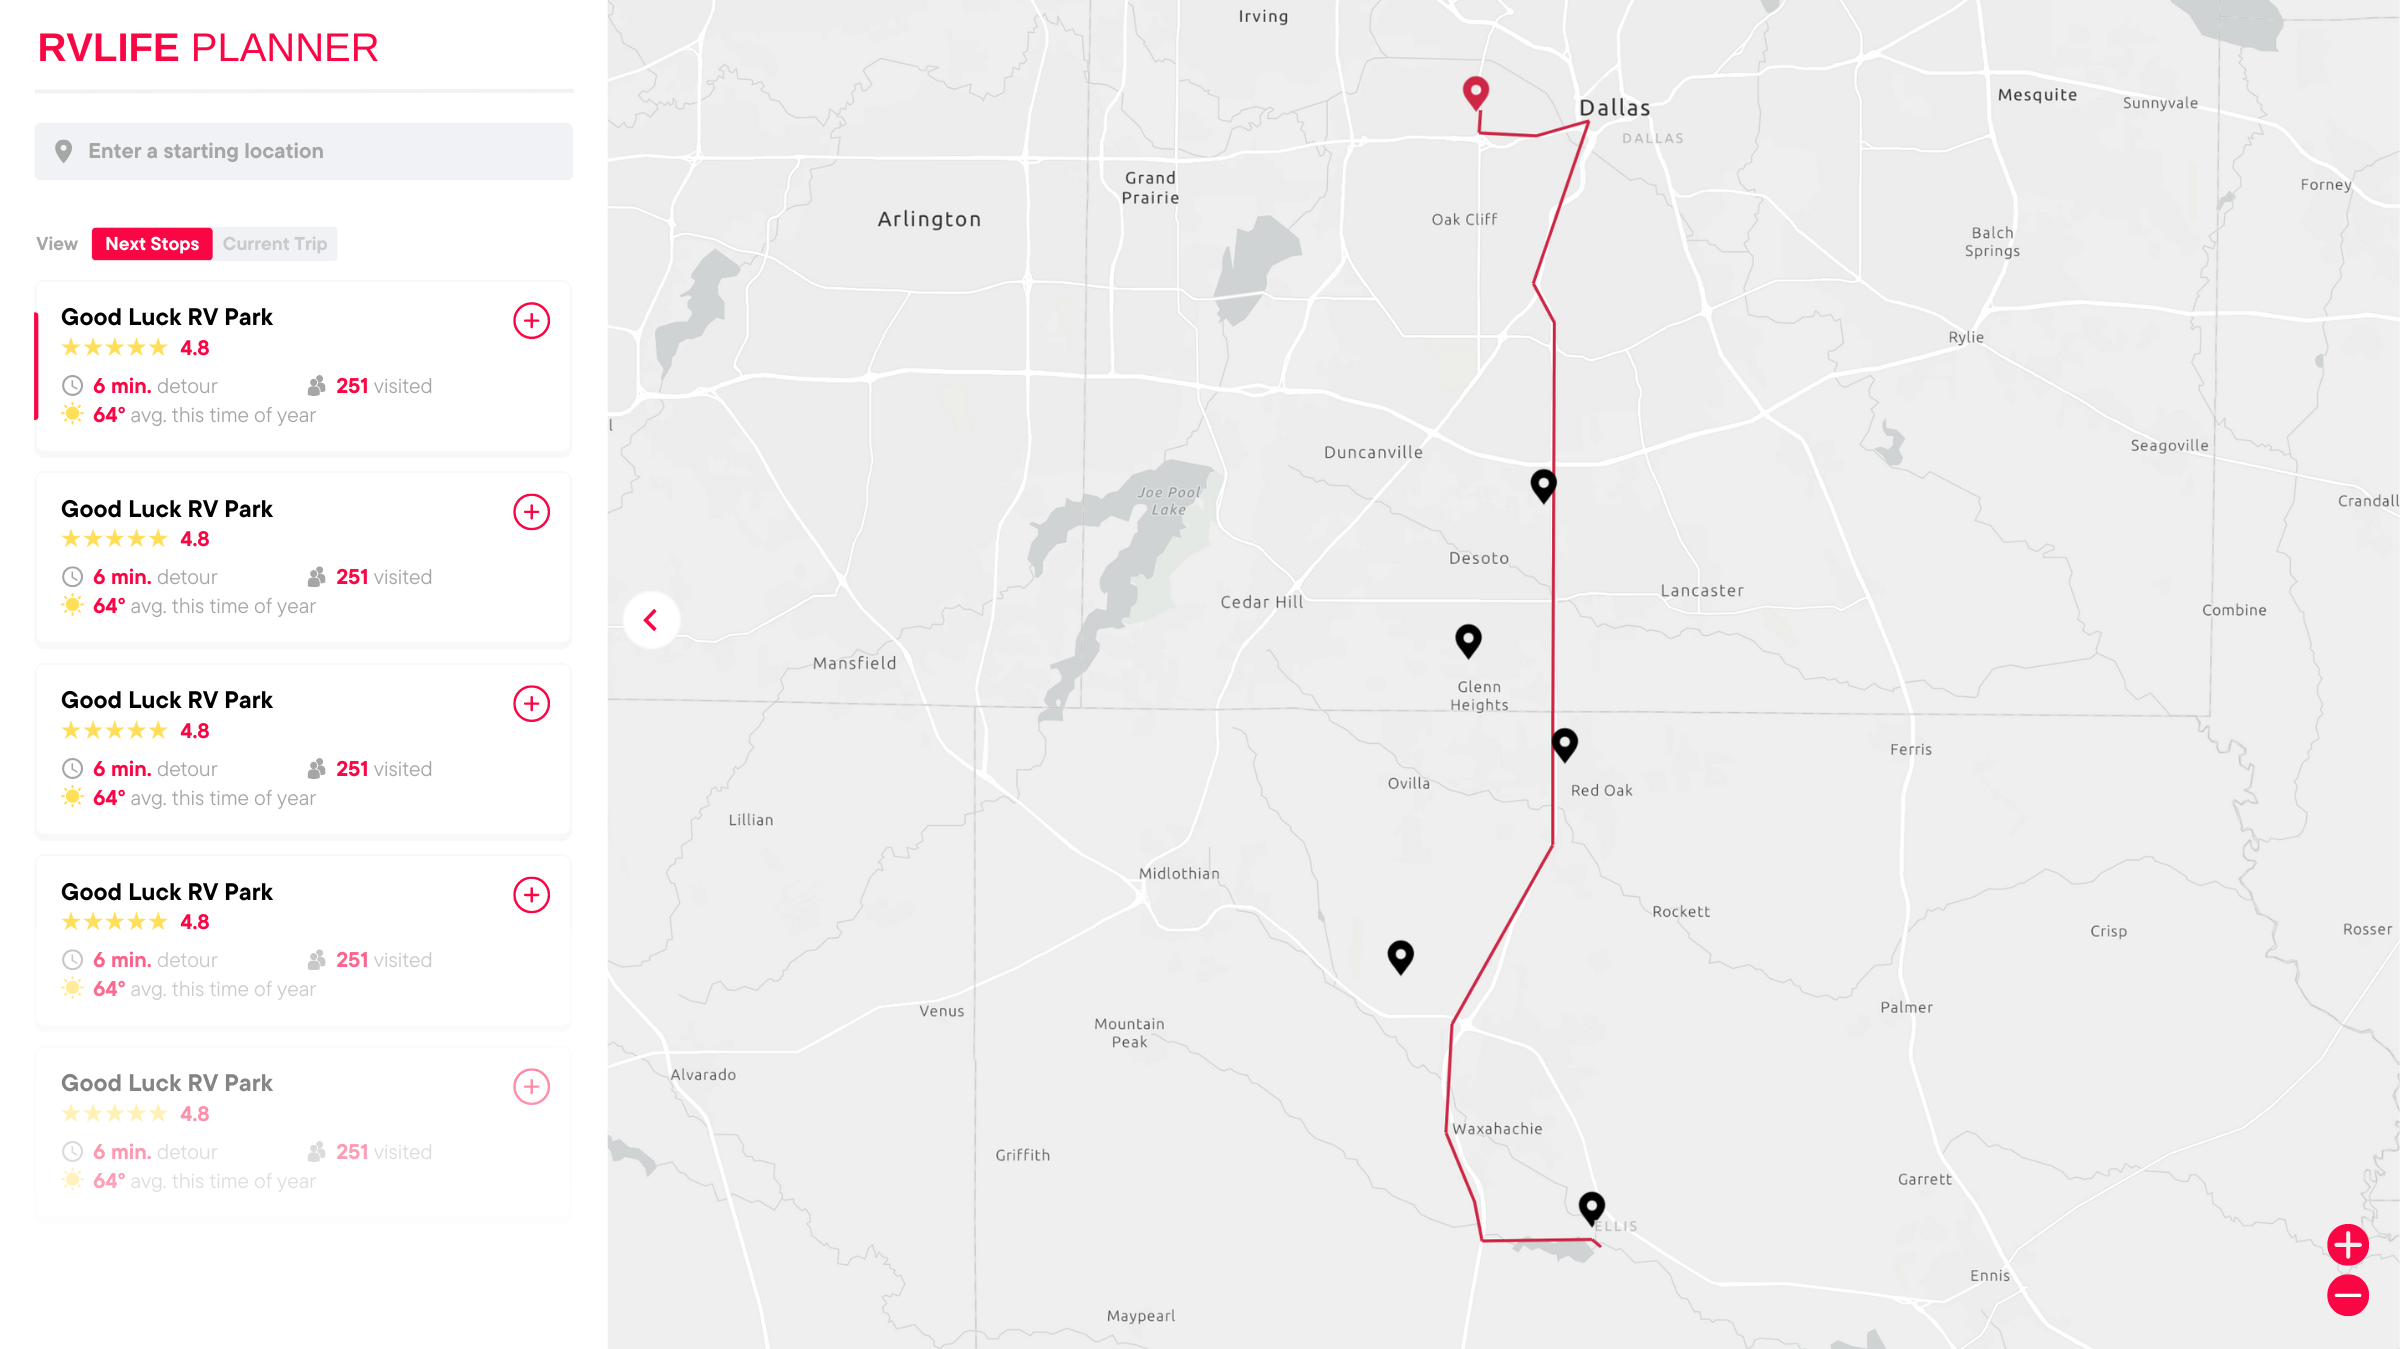 RVLIFE PLANNER
Enter a starting location
View Next Stops Current Trip
Good Luck RV Park
4.8
6 min. detour 251 visited
64° avg. this time of year
Good Luck RV Park
4.8
6 min. detour 251 visited
64° avg. this time of year
Good Luck RV Park
4.8
6 min. detour 251 visited
64° avg. this time of year
Good Luck RV Park
4.8
6 min. detour 251 visited
64° avg. this time of year
Good Luck RV Park
4.8
6 min. detour 251 visited
64° avg. this time of year
Irving
Dallas
DALLAS
Mesquite
Sunnyvale
Grand
Prairie
Forney
Arlington
Oak Cliff
Balch
Springs
Rylie
Duncanville
Seagoville
Joe Pool
Lake
Crandall
Desoto
Lancaster
Cedar Hill
Combine
Mansfield
Glenn
Heights
Ferris
Ovilla
Red Oak
Lillian
Midlothian
Rockett
Crisp
Rosser
Venus
Palmer
Mountain
Peak
Alvarado
Waxahachie
Griffith
Garrett
ELLIS
Ennis
Maypearl